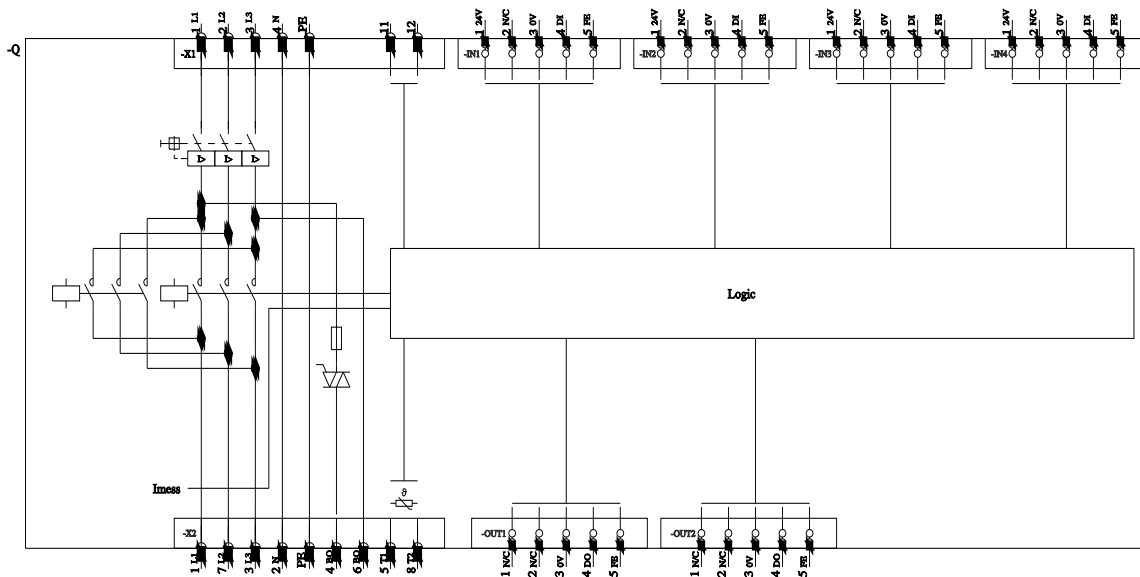 1 L1
2 L2
3 L3
4 N
PE
11
12
1 24V
2 N/C
3 0V
4 DI
5 FE
1 24V
2 N/C
3 0V
4 DI
5 FE
1 24V
2 N/C
3 0V
4 DI
5 FE
1 24V
2 N/C
3 0V
4 DI
5 FE
-Q
-X1
-IN1
-IN2
-IN3
-IN4
Logic
Imess
ϑ
-X2
-OUT1
-OUT2
1 L1
7 L2
3 L3
2 N
PE
4 BO
6 BO
5 T1
8 T2
1 N/C
2 N/C
3 0V
4 DO
5 FE
1 N/C
2 N/C
3 0V
4 DO
5 FE